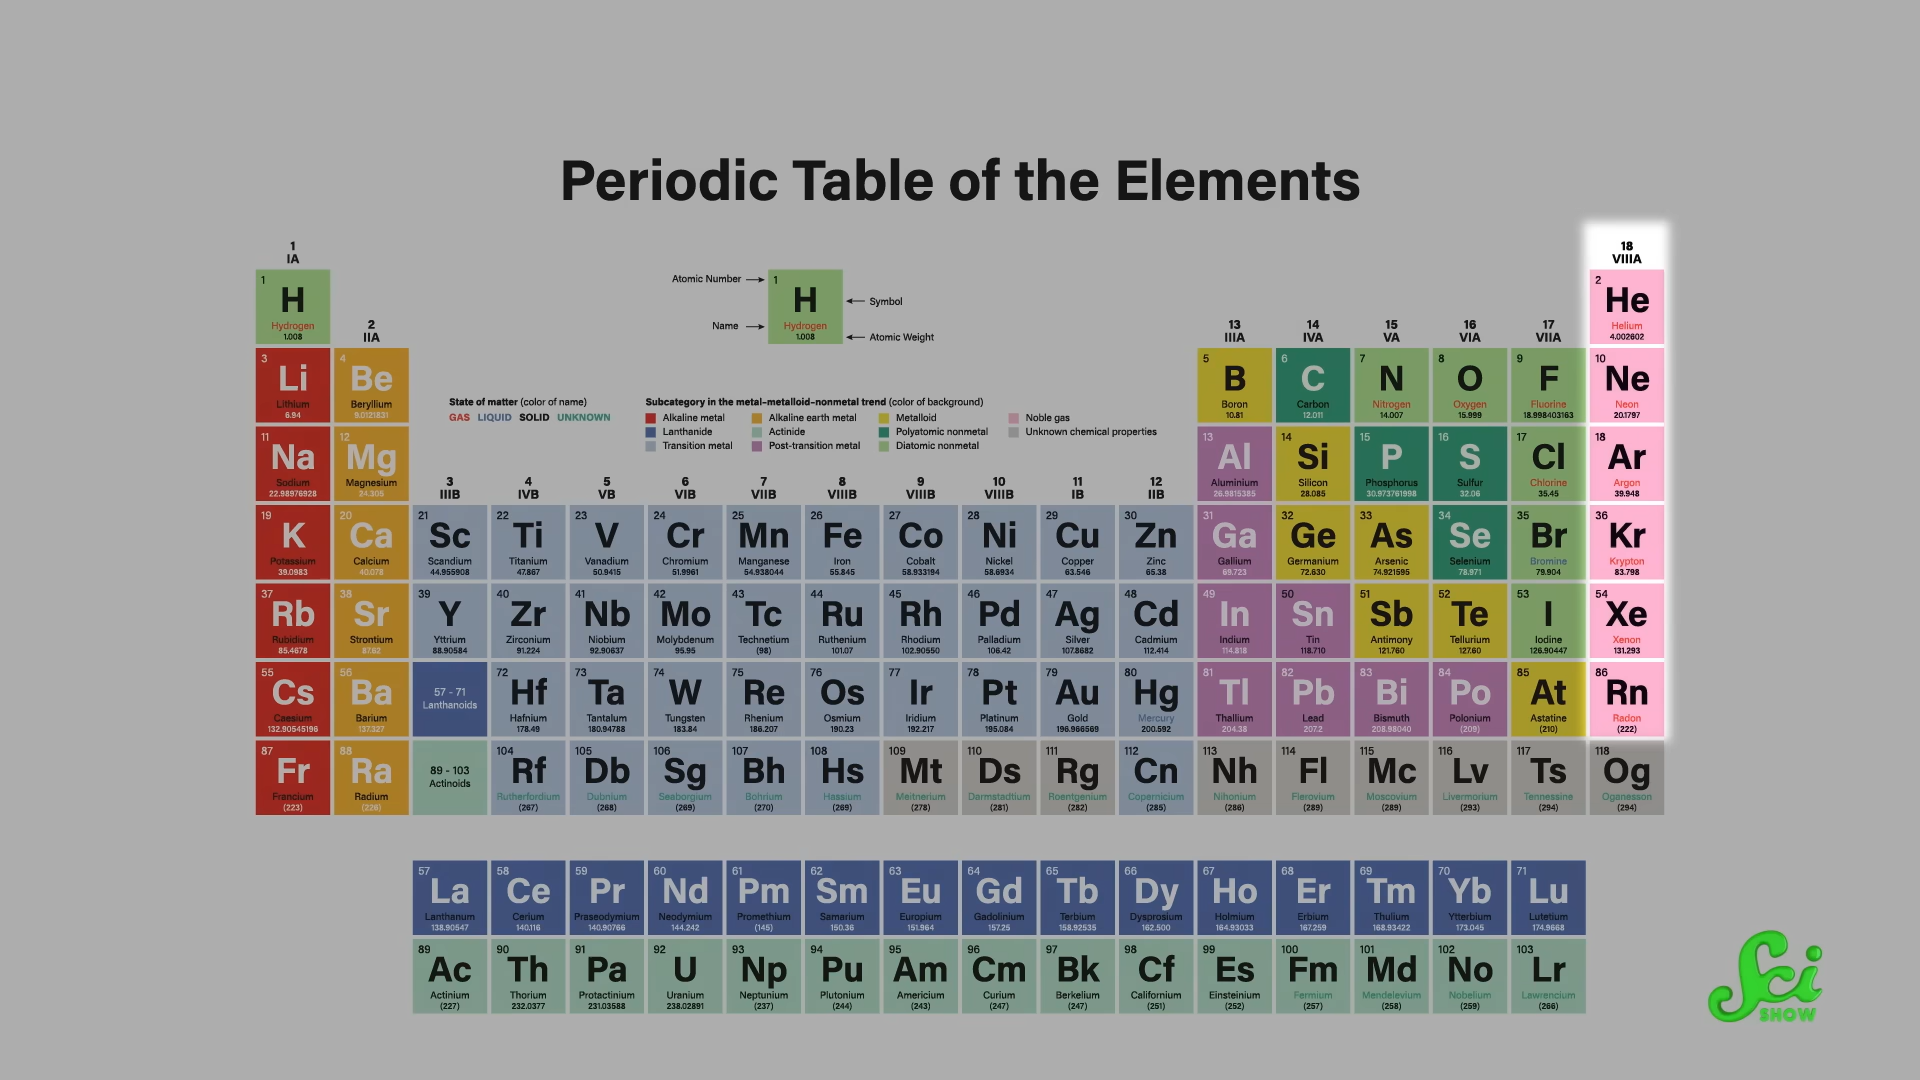 Periodic Table of the Elements
1 18
IA VIIIA
1 Atomic Number 1 2
H H Symbol He
Hydrogen Name Hydrogen Helium
1.008 1.008 Atomic Weight 4.002602
2 13 14 15 16 17
IIA IIIA IVA VA VIA VIIA
3 4 5 6 7 8 9 10
Li Be B C N O F Ne
Lithium Beryllium Boron Carbon Nitrogen Oxygen Fluorine Neon
6.94 9.0121831 10.81 12.011 14.007 15.999 18.998403163 20.1797
State of matter (color of name) Subcategory in the metal–metalloid–nonmetal trend (color of background)
GAS LIQUID SOLID UNKNOWN Alkaline metal Alkaline earth metal Metalloid Noble gas
Lanthanide Actinide Polyatomic nonmetal Unknown chemical properties
Transition metal Post-transition metal Diatomic nonmetal
11 12 13 14 15 16 17 18
Na Mg Al Si P S Cl Ar
Sodium Magnesium Aluminium Silicon Phosphorus Sulfur Chlorine Argon
22.98976928 24.305 26.9815385 28.085 30.973761998 32.06 35.45 39.948
3 4 5 6 7 8 9 10 11 12
IIIB IVB VB VIB VIIB VIIIB VIIIB VIIIB IB IIB
19 20 21 22 23 24 25 26 27 28 29 30 31 32 33 34 35 36
K Ca Sc Ti V Cr Mn Fe Co Ni Cu Zn Ga Ge As Se Br Kr
Potassium Calcium Scandium Titanium Vanadium Chromium Manganese Iron Cobalt Nickel Copper Zinc Gallium Germanium Arsenic Selenium Bromine Krypton
39.0983 40.078 44.955908 47.867 50.9415 51.9961 54.938044 55.845 58.933194 58.6934 63.546 65.38 69.723 72.630 74.921595 78.971 79.904 83.798
37 38 39 40 41 42 43 44 45 46 47 48 49 50 51 52 53 54
Rb Sr Y Zr Nb Mo Tc Ru Rh Pd Ag Cd In Sn Sb Te I Xe
Rubidium Strontium Yttrium Zirconium Niobium Molybdenum Technetium Ruthenium Rhodium Palladium Silver Cadmium Indium Tin Antimony Tellurium Iodine Xenon
85.4678 87.62 88.90584 91.224 92.90637 95.95 (98) 101.07 102.90550 106.42 107.8682 112.414 114.818 118.710 121.760 127.60 126.90447 131.293
55 56 57 - 71 72 73 74 75 76 77 78 79 80 81 82 83 84 85 86
Cs Ba Lanthanoids Hf Ta W Re Os Ir Pt Au Hg Tl Pb Bi Po At Rn
Caesium Barium Hafnium Tantalum Tungsten Rhenium Osmium Iridium Platinum Gold Mercury Thallium Lead Bismuth Polonium Astatine Radon
132.90545196 137.327 178.49 180.94788 183.84 186.207 190.23 192.217 195.084 196.966569 200.592 204.38 207.2 208.98040 (209) (210) (222)
87 88 89 - 103 104 105 106 107 108 109 110 111 112 113 114 115 116 117 118
Fr Ra Actinoids Rf Db Sg Bh Hs Mt Ds Rg Cn Nh Fl Mc Lv Ts Og
Francium Radium Rutherfordium Dubnium Seaborgium Bohrium Hassium Meitnerium Darmstadtium Roentgenium Copernicium Nihonium Flerovium Moscovium Livermorium Tennessine Oganesson
(223) (226) (267) (268) (269) (270) (269) (278) (281) (282) (285) (286) (289) (289) (293) (294) (294)
57 58 59 60 61 62 63 64 65 66 67 68 69 70 71
La Ce Pr Nd Pm Sm Eu Gd Tb Dy Ho Er Tm Yb Lu
Lanthanum Cerium Praseodymium Neodymium Promethium Samarium Europium Gadolinium Terbium Dysprosium Holmium Erbium Thulium Ytterbium Lutetium
138.90547 140.116 140.90766 144.242 (145) 150.36 151.964 157.25 158.92535 162.500 164.93033 167.259 168.93422 173.045 174.9668
89 90 91 92 93 94 95 96 97 98 99 100 101 102 103
Ac Th Pa U Np Pu Am Cm Bk Cf Es Fm Md No Lr
Actinium Thorium Protactinium Uranium Neptunium Plutonium Americium Curium Berkelium Californium Einsteinium Fermium Mendelevium Nobelium Lawrencium
(227) 232.0377 231.03588 238.02891 (237) (244) (243) (247) (247) (251) (252) (257) (258) (259) (266)
Sci
SHOW